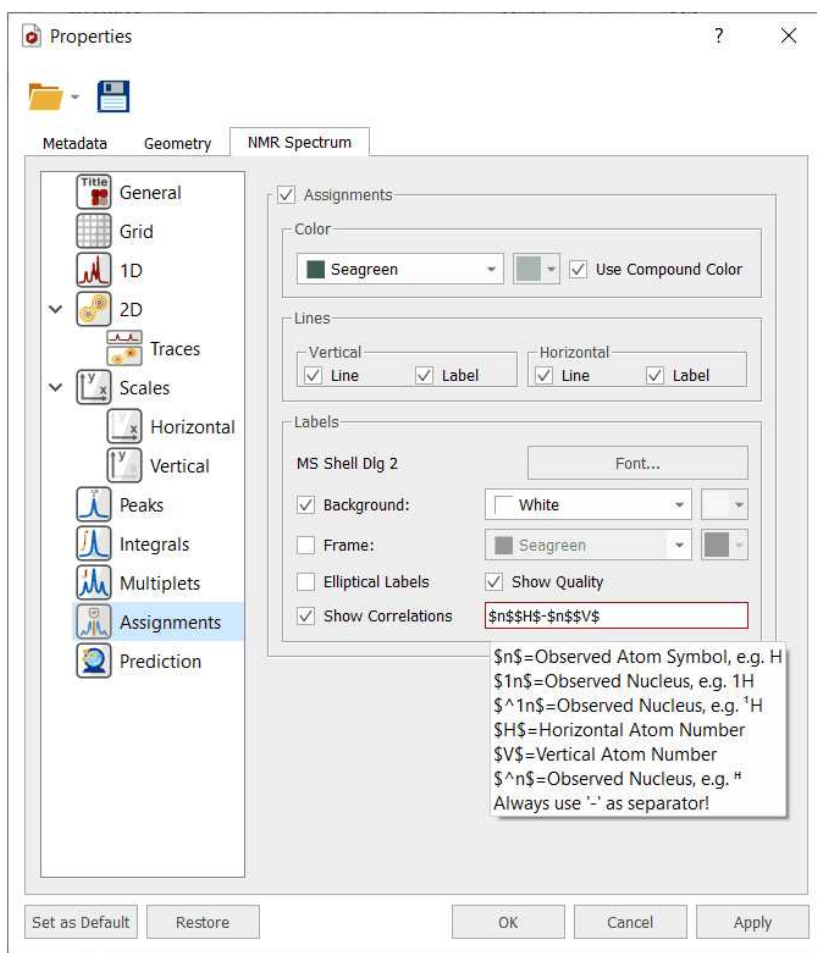 Properties
?
Metadata Geometry NMR Spectrum
Title
General
Grid
1D
2D
Traces
y x
Scales
x
Horizontal
y
Vertical
Peaks
Integrals
Multiplets
Assignments
Prediction
Assignments
Color
Seagreen Use Compound Color
Lines
Vertical Horizontal
Line Label Line Label
Labels
MS Shell Dlg 2 Font...
Background: White
Frame: Seagreen
Elliptical Labels Show Quality
Show Correlations $n$$H$-$n$$V$
$n$=Observed Atom Symbol, e.g. H
$1n$=Observed Nucleus, e.g. 1H
$^1n$=Observed Nucleus, e.g. ¹H
$H$=Horizontal Atom Number
$V$=Vertical Atom Number
$^n$=Observed Nucleus, e.g. ᴴ
Always use '-' as separator!
Set as Default Restore OK Cancel Apply